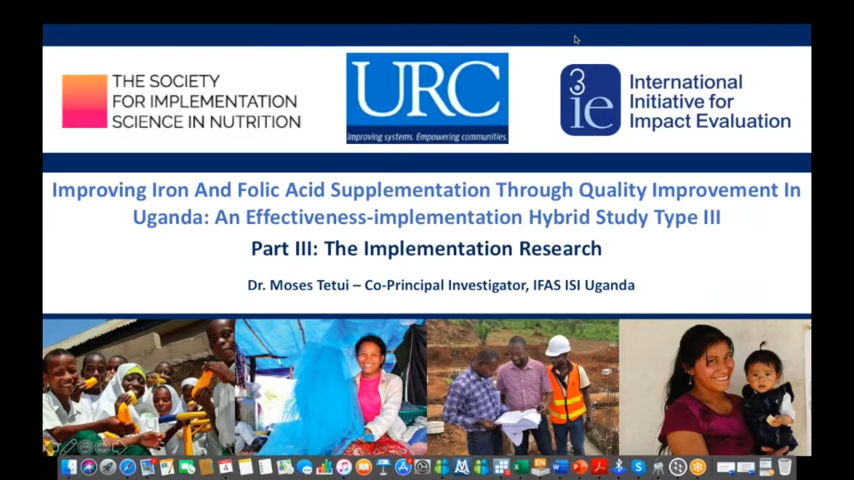 THE SOCIETY
FOR IMPLEMENTATION
SCIENCE IN NUTRITION
URC
Improving systems. Empowering communities.
3
ie
International
Initiative for
Impact Evaluation
Improving Iron And Folic Acid Supplementation Through Quality Improvement In
Uganda: An Effectiveness-implementation Hybrid Study Type III
Part III: The Implementation Research
Dr. Moses Tetui – Co-Principal Investigator, IFAS ISI Uganda